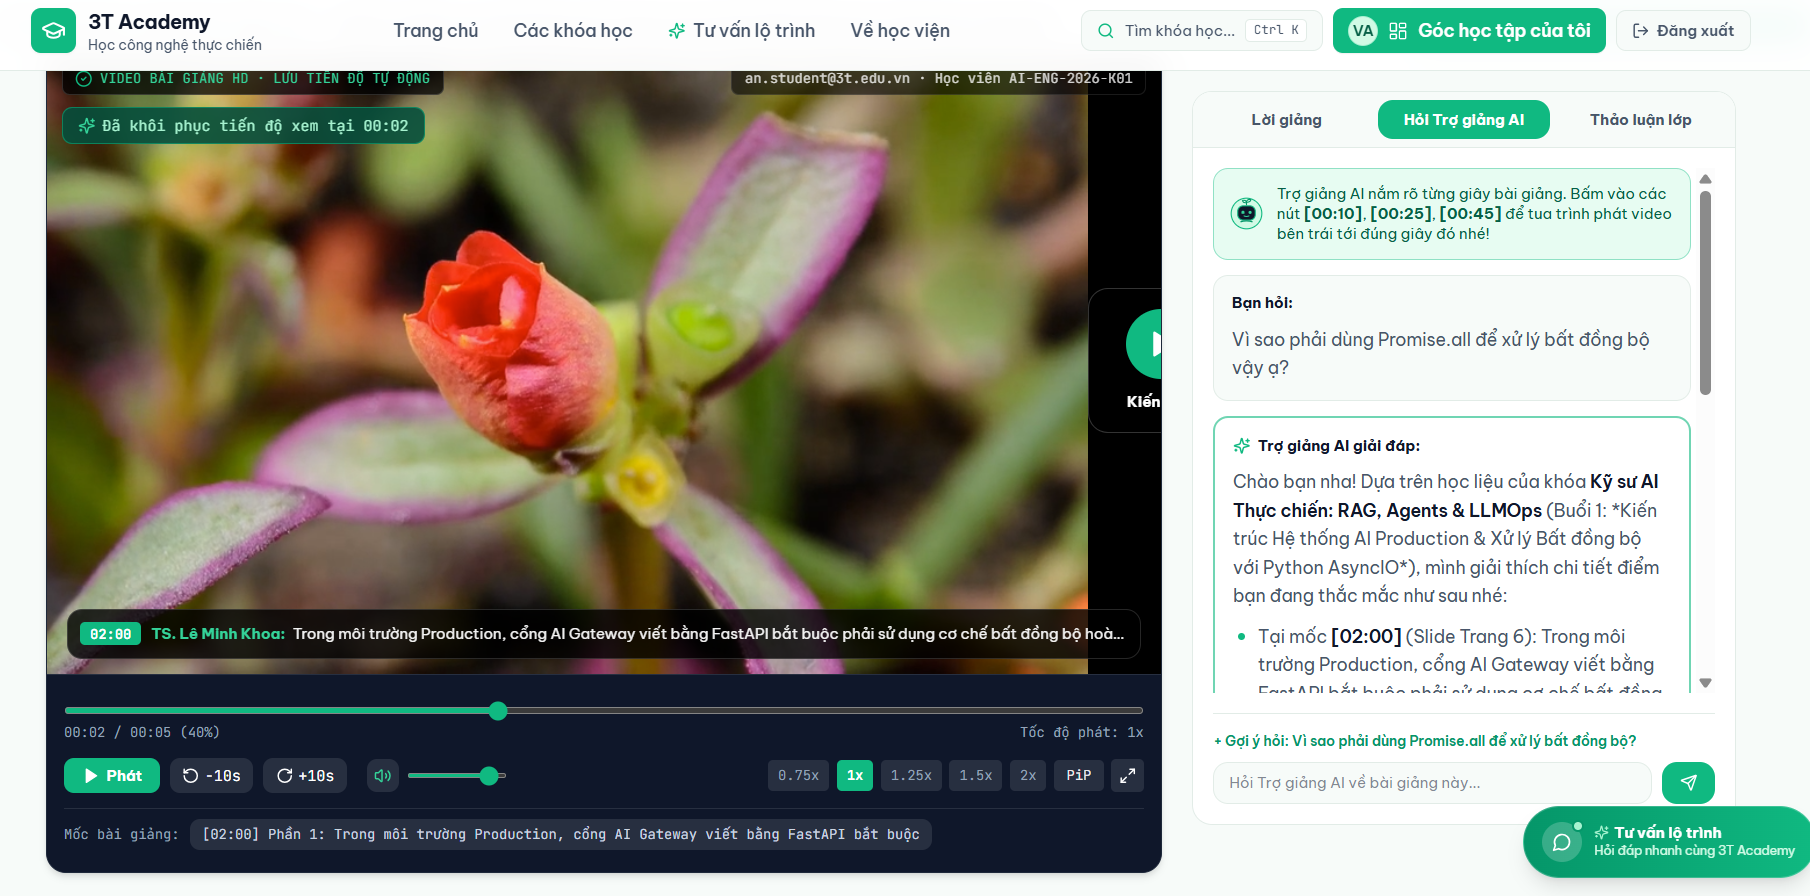 3T Academy
Học công nghệ thực chiến
Trang chủ
Các khóa học
Tư vấn lộ trình
Về học viện
Tìm khóa học...
Ctrl K
VA
Góc học tập của tôi
Đăng xuất
VIDEO BÀI GIẢNG HD · LƯU TIẾN ĐỘ TỰ ĐỘNG
an.student@3t.edu.vn · Học viên AI-ENG-2026-K01
Đã khôi phục tiến độ xem tại 00:02
Kiến
02:00 TS. Lê Minh Khoa: Trong môi trường Production, cổng AI Gateway viết bằng FastAPI bắt buộc phải sử dụng cơ chế bất đồng bộ hoà...
00:02 / 00:05 (40%)
Tốc độ phát: 1x
Phát
-10s
+10s
0.75x
1x
1.25x
1.5x
2x
PiP
Mốc bài giảng:
[02:00] Phần 1: Trong môi trường Production, cổng AI Gateway viết bằng FastAPI bắt buộc
Lời giảng
Hỏi Trợ giảng AI
Thảo luận lớp
Trợ giảng AI nắm rõ từng giây bài giảng. Bấm vào các
nút [00:10], [00:25], [00:45] để tua trình phát video
bên trái tới đúng giây đó nhé!
Bạn hỏi:
Vì sao phải dùng Promise.all để xử lý bất đồng bộ
vậy ạ?
Trợ giảng AI giải đáp:
Chào bạn nha! Dựa trên học liệu của khóa Kỹ sư AI
Thực chiến: RAG, Agents & LLMOps (Buổi 1: *Kiến
trúc Hệ thống AI Production & Xử lý Bất đồng bộ
với Python AsyncIO*), mình giải thích chi tiết điểm
bạn đang thắc mắc như sau nhé:
Tại mốc [02:00] (Slide Trang 6): Trong môi
trường Production, cổng AI Gateway viết bằng
FastAPI bắt buộc phải sử dụng cơ chế bất đồng
+ Gợi ý hỏi: Vì sao phải dùng Promise.all để xử lý bất đồng bộ?
Hỏi Trợ giảng AI về bài giảng này...
Tư vấn lộ trình
Hỏi đáp nhanh cùng 3T Academy